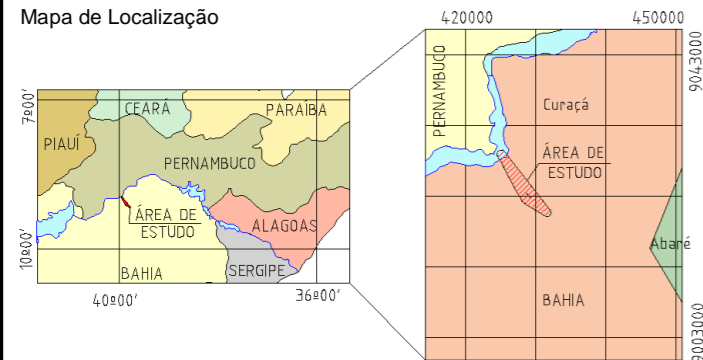 Mapa de Localização
7º00'
10º00'
40º00'
36º00'
CEARÁ
PARAÍBA
PIAUÍ
PERNAMBUCO
ÁREA DE
ESTUDO
ALAGOAS
BAHIA
SERGIPE
420000
450000
9043000
9003000
PERNAMBUCO
Curaçá
ÁREA DE
ESTUDO
Abaré
BAHIA